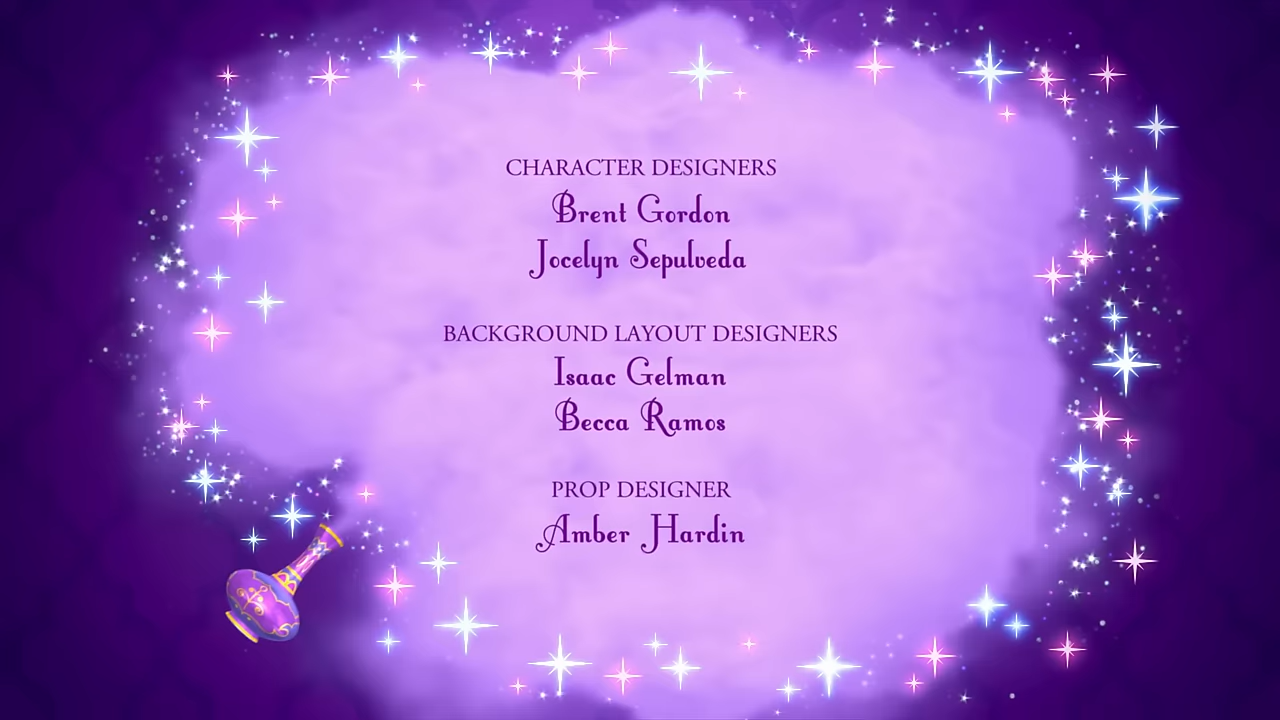 CHARACTER DESIGNERS
Brent Gordon
Jocelyn Sepulveda
BACKGROUND LAYOUT DESIGNERS
Isaac Gelman
Becca Ramos
PROP DESIGNER
Amber Hardin